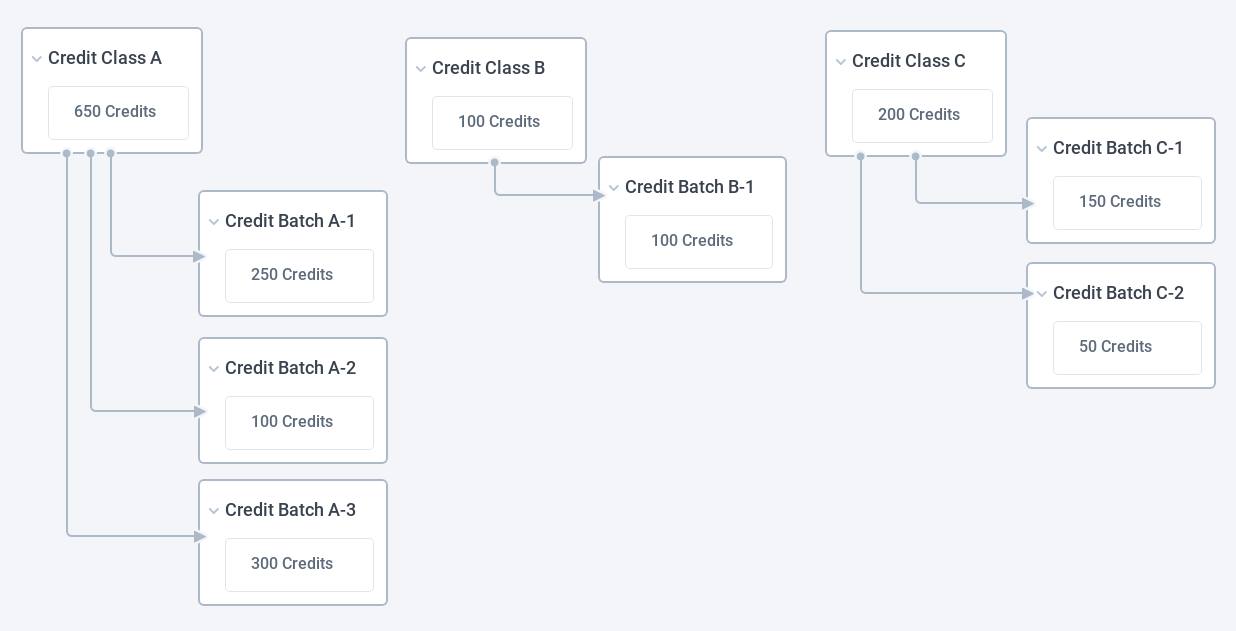 Credit Class A
650 Credits
Credit Batch A-1
250 Credits
Credit Batch A-2
100 Credits
Credit Batch A-3
300 Credits
Credit Class B
100 Credits
Credit Batch B-1
100 Credits
Credit Class C
200 Credits
Credit Batch C-1
150 Credits
Credit Batch C-2
50 Credits